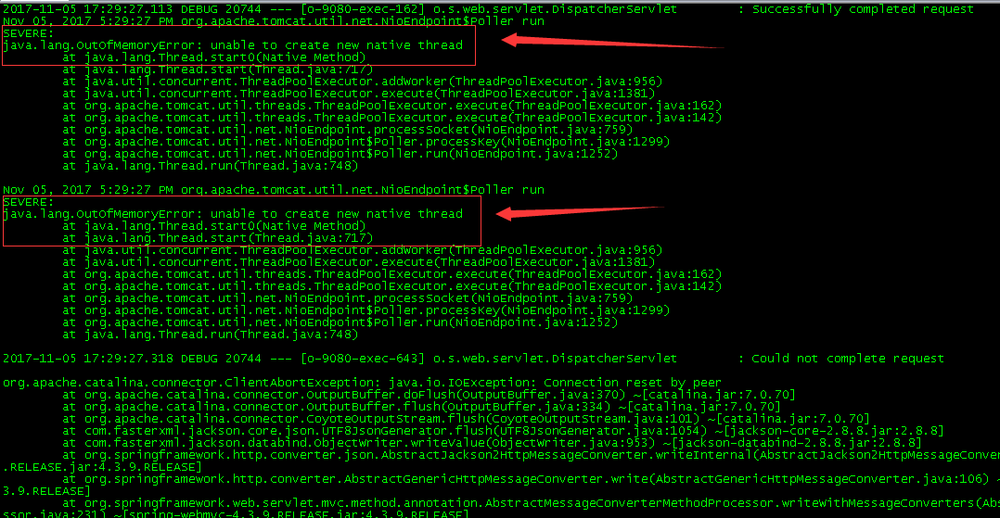 2017-11-05 17:29:27.113 DEBUG 20744 --- [o-9080-exec-162] o.s.web.servlet.DispatcherServlet : Successfully completed request
Nov 05, 2017 5:29:27 PM org.apache.tomcat.util.net.NioEndpoint$Poller run
SEVERE:
java.lang.OutOfMemoryError: unable to create new native thread
at java.lang.Thread.start0(Native Method)
at java.lang.Thread.start(Thread.java:717)
at java.util.concurrent.ThreadPoolExecutor.addWorker(ThreadPoolExecutor.java:956)
at java.util.concurrent.ThreadPoolExecutor.execute(ThreadPoolExecutor.java:1381)
at org.apache.tomcat.util.threads.ThreadPoolExecutor.execute(ThreadPoolExecutor.java:162)
at org.apache.tomcat.util.threads.ThreadPoolExecutor.execute(ThreadPoolExecutor.java:142)
at org.apache.tomcat.util.net.NioEndpoint.processSocket(NioEndpoint.java:759)
at org.apache.tomcat.util.net.NioEndpoint$Poller.processKey(NioEndpoint.java:1299)
at org.apache.tomcat.util.net.NioEndpoint$Poller.run(NioEndpoint.java:1252)
at java.lang.Thread.run(Thread.java:748)
Nov 05, 2017 5:29:27 PM org.apache.tomcat.util.net.NioEndpoint$Poller run
SEVERE:
java.lang.OutOfMemoryError: unable to create new native thread
at java.lang.Thread.start0(Native Method)
at java.lang.Thread.start(Thread.java:717)
at java.util.concurrent.ThreadPoolExecutor.addWorker(ThreadPoolExecutor.java:956)
at java.util.concurrent.ThreadPoolExecutor.execute(ThreadPoolExecutor.java:1381)
at org.apache.tomcat.util.threads.ThreadPoolExecutor.execute(ThreadPoolExecutor.java:162)
at org.apache.tomcat.util.threads.ThreadPoolExecutor.execute(ThreadPoolExecutor.java:142)
at org.apache.tomcat.util.net.NioEndpoint.processSocket(NioEndpoint.java:759)
at org.apache.tomcat.util.net.NioEndpoint$Poller.processKey(NioEndpoint.java:1299)
at org.apache.tomcat.util.net.NioEndpoint$Poller.run(NioEndpoint.java:1252)
at java.lang.Thread.run(Thread.java:748)
2017-11-05 17:29:27.318 DEBUG 20744 --- [o-9080-exec-643] o.s.web.servlet.DispatcherServlet : Could not complete request
org.apache.catalina.connector.ClientAbortException: java.io.IOException: Connection reset by peer
at org.apache.catalina.connector.OutputBuffer.doFlush(OutputBuffer.java:370) ~[catalina.jar:7.0.70]
at org.apache.catalina.connector.OutputBuffer.flush(OutputBuffer.java:334) ~[catalina.jar:7.0.70]
at org.apache.catalina.connector.CoyoteOutputStream.flush(CoyoteOutputStream.java:101) ~[catalina.jar:7.0.70]
at com.fasterxml.jackson.core.json.UTF8JsonGenerator.flush(UTF8JsonGenerator.java:1054) ~[jackson-core-2.8.8.jar:2.8.8]
at com.fasterxml.jackson.databind.ObjectWriter.writeValue(ObjectWriter.java:953) ~[jackson-databind-2.8.8.jar:2.8.8]
at org.springframework.http.converter.json.AbstractJackson2HttpMessageConverter.writeInternal(AbstractJackson2HttpMessageConver
.RELEASE.jar:4.3.9.RELEASE]
at org.springframework.http.converter.AbstractGenericHttpMessageConverter.write(AbstractGenericHttpMessageConverter.java:106) ~
3.9.RELEASE]
at org.springframework.web.servlet.mvc.method.annotation.AbstractMessageConverterMethodProcessor.writeWithMessageConverters(Abs
ssor.java:231) ~[spring-webmvc-4.3.9.RELEASE.jar:4.3.9.RELEASE]